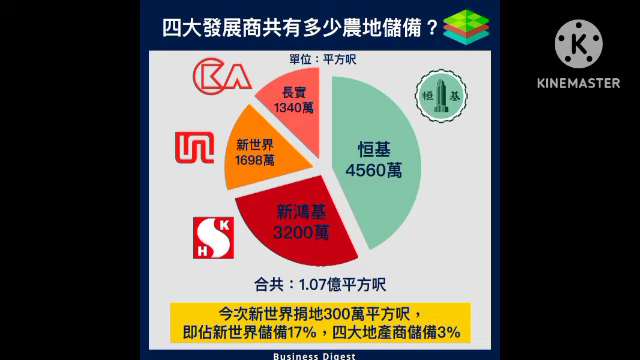 四大發展商共有多少農地儲備？
單位：平方呎
長實
1340萬
新世界
1698萬
恒基
4560萬
新鴻基
3200萬
恒 基
S
H K
合共：1.07億平方呎
今次新世界捐地300萬平方呎，
即佔新世界儲備17%，四大地產商儲備3%
Business Digest
K
KINEMASTER